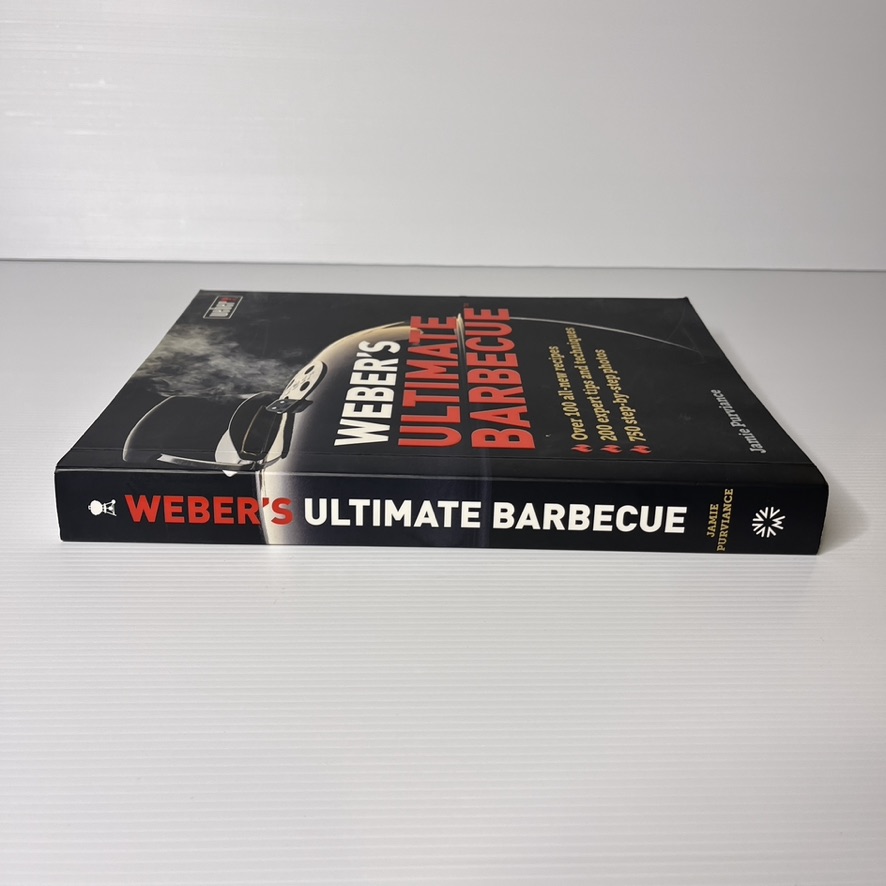 weber
WEBER'S
ULTIMATE
BARBECUE
Over 100 all-new recipes
200 expert tips and techniques
750 step-by-step photos
Jamie Purviance
WEBER'S ULTIMATE BARBECUE
JAMIE
PURVIANCE